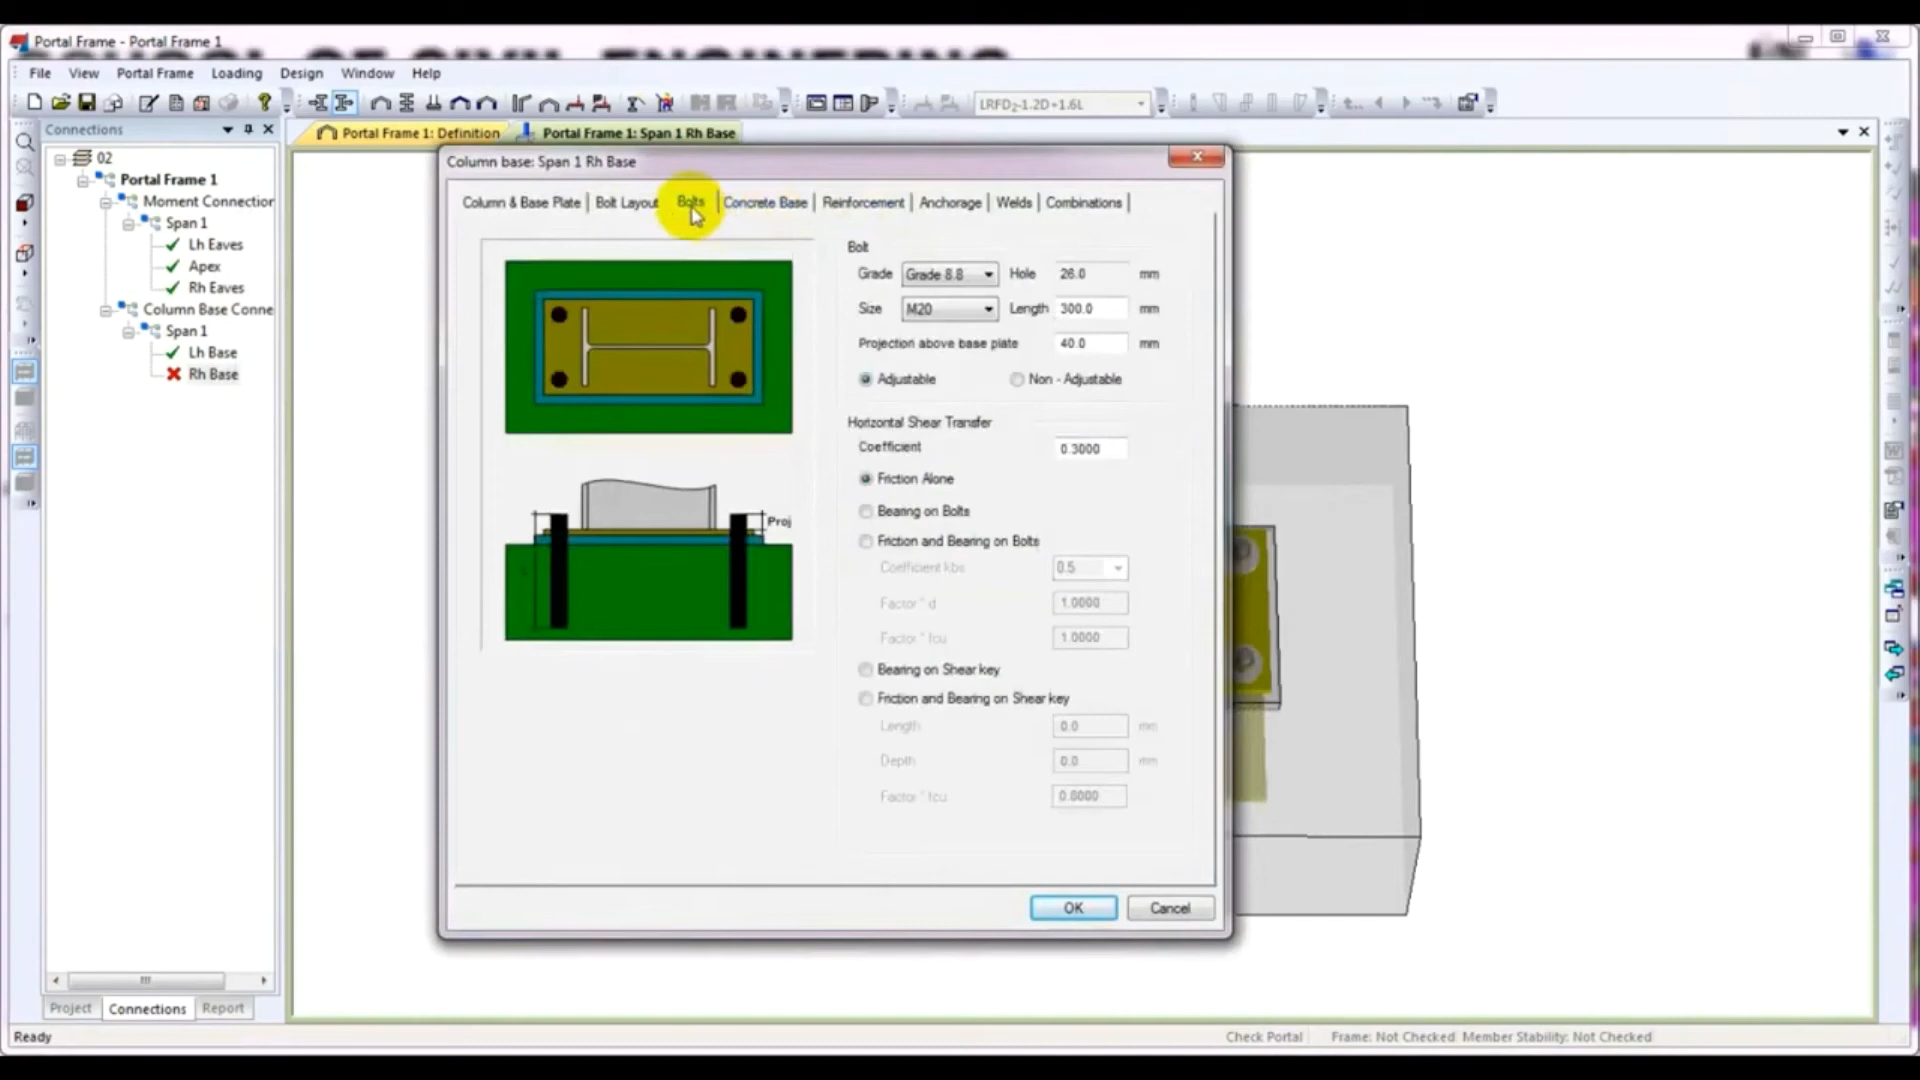 Portal Frame - Portal Frame 1
OF CIVIL ENGINEERING
File View Portal Frame Loading Design Window Help
LRFD2-1.2D+1.6L
Connections
Portal Frame 1: Definition
Portal Frame 1: Span 1 Rh Base
02
Portal Frame 1
Moment Connection
Span 1
Lh Eaves
Apex
Rh Eaves
Column Base Conne
Span 1
Lh Base
Rh Base
Column base: Span 1 Rh Base
Column & Base Plate Bolt Layout Bolts Concrete Base Reinforcement Anchorage Welds Combinations
Proj
Bolt
Grade Grade 8.8 Hole 26.0 mm
Size M20 Length 300.0 mm
Projection above base plate 40.0 mm
Adjustable Non - Adjustable
Horizontal Shear Transfer
Coefficient 0.3000
Friction Alone
Bearing on Bolts
Friction and Bearing on Bolts
Coefficient kbs 0.5
Factor * d 1.0000
Factor * fcu 1.0000
Bearing on Shear key
Friction and Bearing on Shear key
Length 0.0 mm
Depth 0.0 mm
Factor * fcu 0.8000
OK Cancel
Project Connections Report
Ready
Check Portal Frame: Not Checked Member Stability: Not Checked